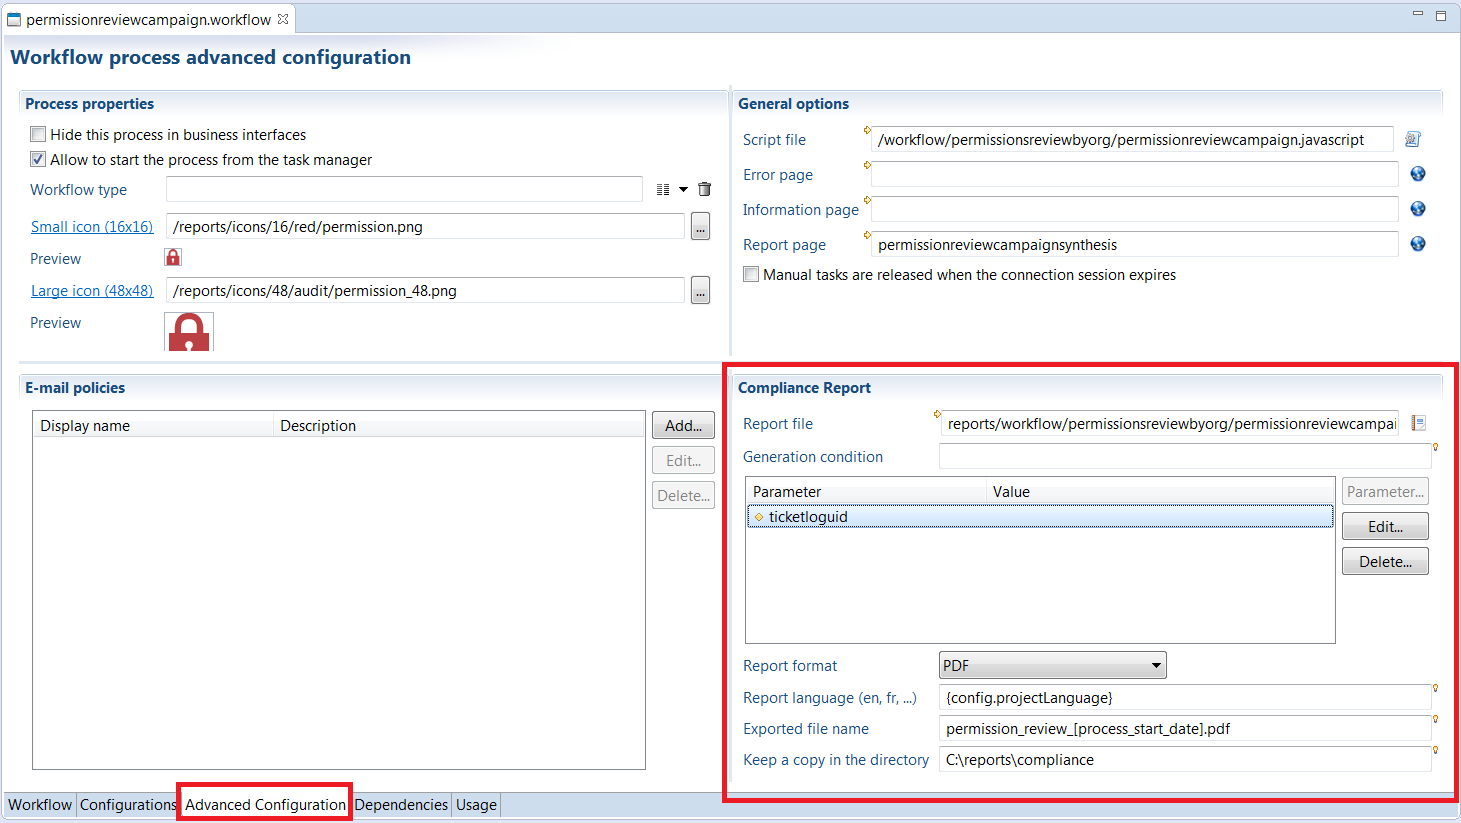 permissionreviewcampaign.workflow
Workflow process advanced configuration
Process properties
Hide this process in business interfaces
Allow to start the process from the task manager
Workflow type
Small icon (16x16) /reports/icons/16/red/permission.png ...
Preview
Large icon (48x48) /reports/icons/48/audit/permission_48.png ...
Preview
General options
Script file /workflow/permissionsreviewbyorg/permissionreviewcampaign.javascript
Error page
Information page
Report page permissionreviewcampaignsynthesis
Manual tasks are released when the connection session expires
E-mail policies
Display name Description
Add...
Edit...
Delete...
Compliance Report
Report file reports/workflow/permissionsreviewbyorg/permissionreviewcampai
Generation condition
Parameter Value Parameter...
ticketloguid
Edit...
Delete...
Report format PDF
Report language (en, fr, ...) {config.projectLanguage}
Exported file name permission_review_[process_start_date].pdf
Keep a copy in the directory C:\reports\compliance
Workflow Configurations Advanced Configuration Dependencies Usage